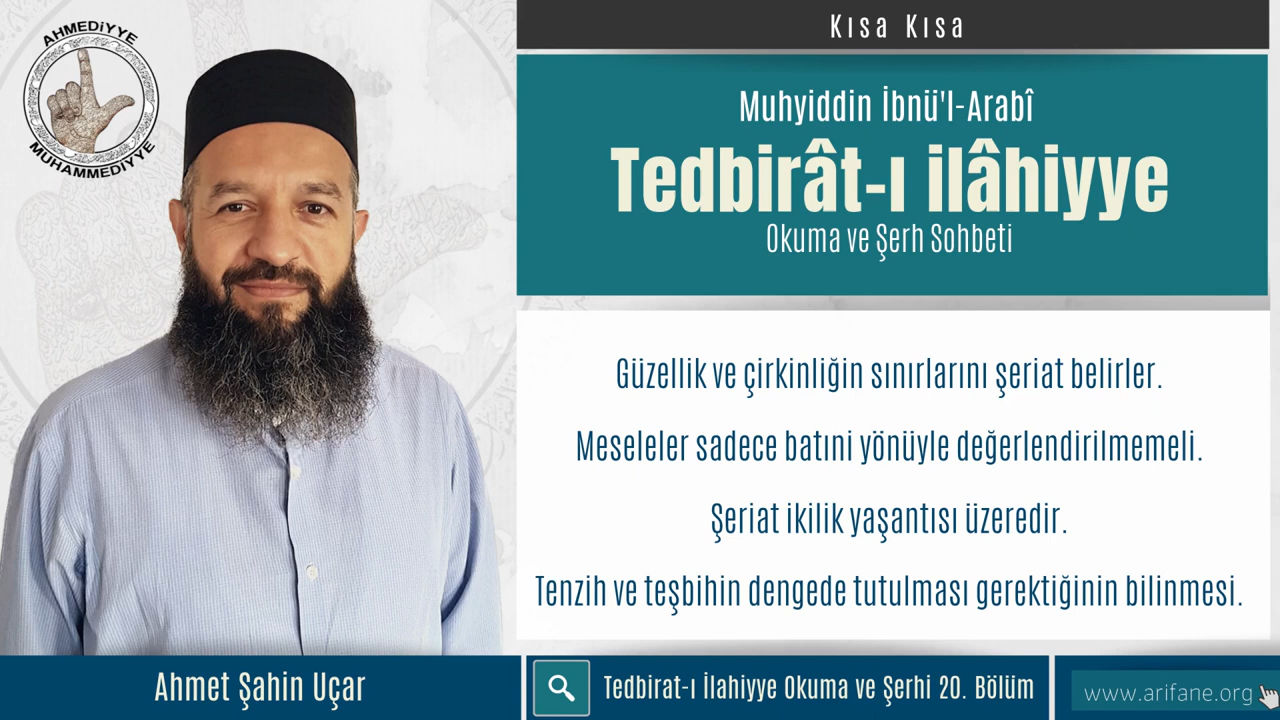 AHMEDİYYE
MUHAMMEDİYYE
Kısa Kısa
Muhyiddin İbnü'l-Arabî
Tedbirât-ı ilâhiyye
Okuma ve Şerh Sohbeti
Güzellik ve çirkinliğin sınırlarını şeriat belirler.
Meseleler sadece batıni yönüyle değerlendirilmemeli.
Şeriat ikilik yaşantısı üzeredir.
Tenzih ve teşbihin dengede tutulması gerektiğinin bilinmesi.
Ahmet Şahin Uçar
Tedbirat-ı İlahiyye Okuma ve Şerhi 20. Bölüm
www.arifane.org